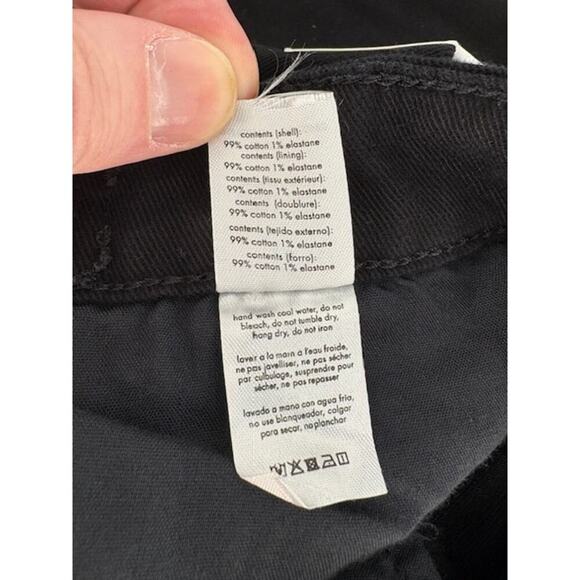 contents (shell):
99% cotton 1% elastane
contents (lining):
99% cotton 1% elastane
contents (tissu extérieur):
99% cotton 1% elastane
contents (doublure):
99% cotton 1% elastane
contents (tejido externo):
99% cotton 1% elastane
contents (forro):
99% cotton 1% elastane
hand wash cool water, do not
bleach, do not tumble dry,
hang dry, do not iron
laver a la main a l'eau froide,
ne pas javelliser, ne pas sécher
par culbulage, suspendre pour
sécher, ne pas repasser
lavado a mano con agua fria,
no use blanqueador, colgar
para secar, no planchar